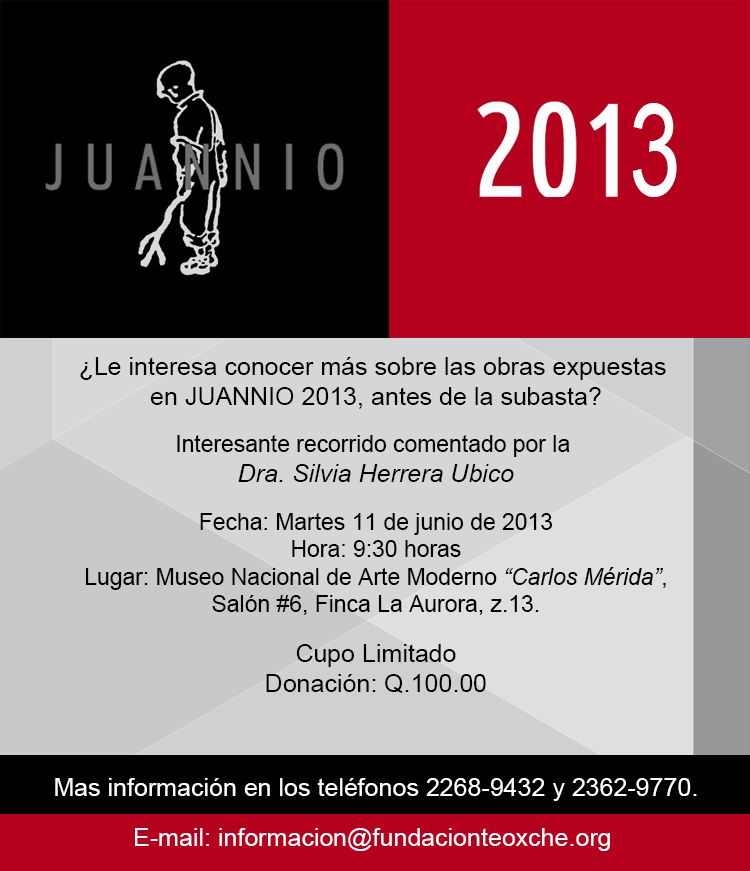 JUANNIO
2013
¿Le interesa conocer más sobre las obras expuestas
en JUANNIO 2013, antes de la subasta?
Interesante recorrido comentado por la
Dra. Silvia Herrera Ubico
Fecha: Martes 11 de junio de 2013
Hora: 9:30 horas
Lugar: Museo Nacional de Arte Moderno “Carlos Mérida”,
Salón #6, Finca La Aurora, z.13.
Cupo Limitado
Donación: Q.100.00
Mas información en los teléfonos 2268-9432 y 2362-9770.
E-mail: informacion@fundacionteoxche.org